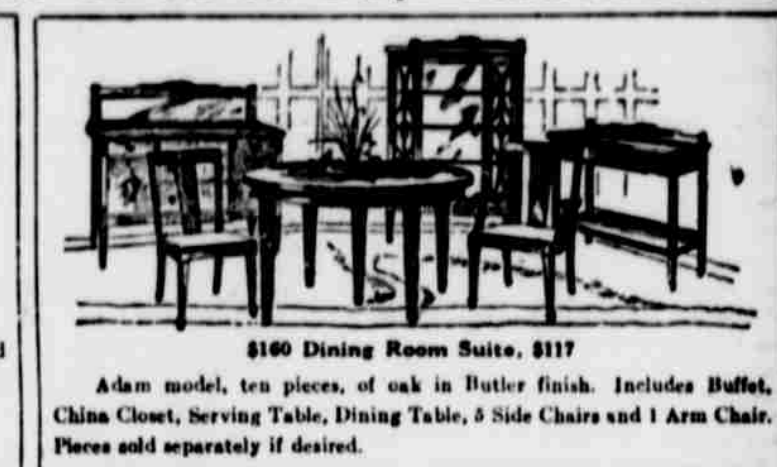 $160 Dining Room Suite, $117
Adam model, ten pieces, of oak in Butler finish. Includes Buffet,
China Closet, Serving Table, Dining Table, 5 Side Chairs and 1 Arm Chair.
Pieces sold separately if desired.